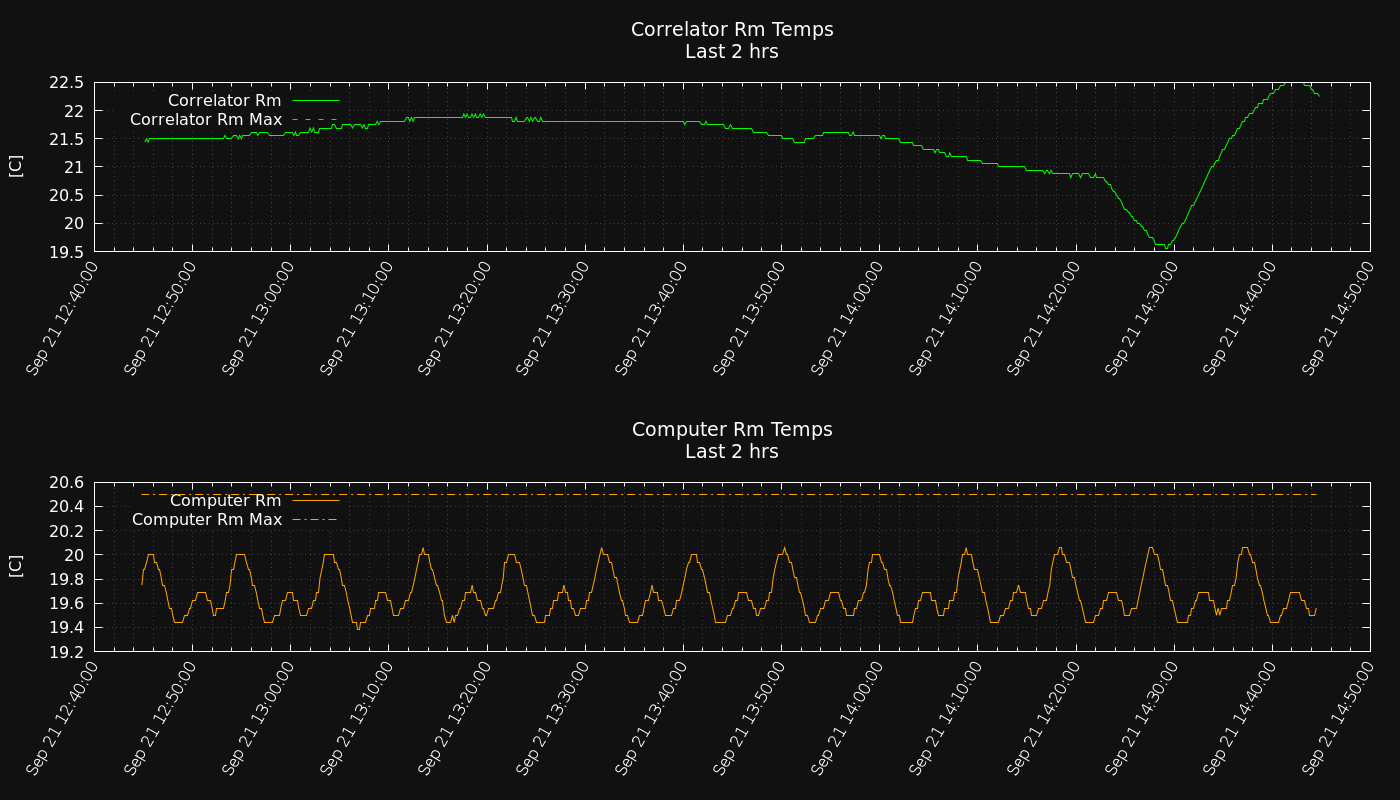 Correlator Rm Temps
Last 2 hrs
22.5
22
21.5
21
20.5
20
19.5
[C]
Correlator Rm
Correlator Rm Max
Sep 21 12:40:00
Sep 21 12:50:00
Sep 21 13:00:00
Sep 21 13:10:00
Sep 21 13:20:00
Sep 21 13:30:00
Sep 21 13:40:00
Sep 21 13:50:00
Sep 21 14:00:00
Sep 21 14:10:00
Sep 21 14:20:00
Sep 21 14:30:00
Sep 21 14:40:00
Sep 21 14:50:00
Computer Rm Temps
Last 2 hrs
20.6
20.4
20.2
20
19.8
19.6
19.4
19.2
[C]
Computer Rm
Computer Rm Max
Sep 21 12:40:00
Sep 21 12:50:00
Sep 21 13:00:00
Sep 21 13:10:00
Sep 21 13:20:00
Sep 21 13:30:00
Sep 21 13:40:00
Sep 21 13:50:00
Sep 21 14:00:00
Sep 21 14:10:00
Sep 21 14:20:00
Sep 21 14:30:00
Sep 21 14:40:00
Sep 21 14:50:00